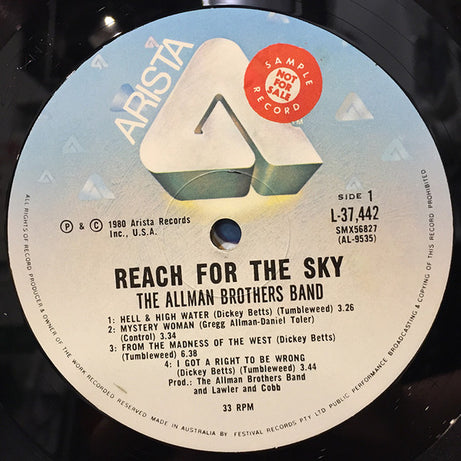 ARISTA
SAMPLE
NOT
FOR
SALE
RECORD
TM
SIDE 1
L-37,442
SMX56827
(AL-9535)
Ⓟ & © 1980 Arista Records
Inc., U.S.A.
REACH FOR THE SKY
THE ALLMAN BROTHERS BAND
1: HELL & HIGH WATER (Dickey Betts) (Tumbleweed) 3.26
2: MYSTERY WOMAN (Gregg Allman-Daniel Toler)
(Control) 3.34
3: FROM THE MADNESS OF THE WEST (Dickey Betts)
(Tumbleweed) 6.38
4: I GOT A RIGHT TO BE WRONG
(Dickey Betts) (Tumbleweed) 3.44
Prod.: The Allman Brothers Band
and Lawler and Cobb
33 RPM
ALL RIGHTS OF RECORD PRODUCER & OWNER OF THE WORK RECORDED RESERVED. MADE IN AUSTRALIA BY FESTIVAL RECORDS PTY LTD PUBLIC PERFORMANCE BROADCASTING & COPYING OF THIS RECORD PROHIBITED